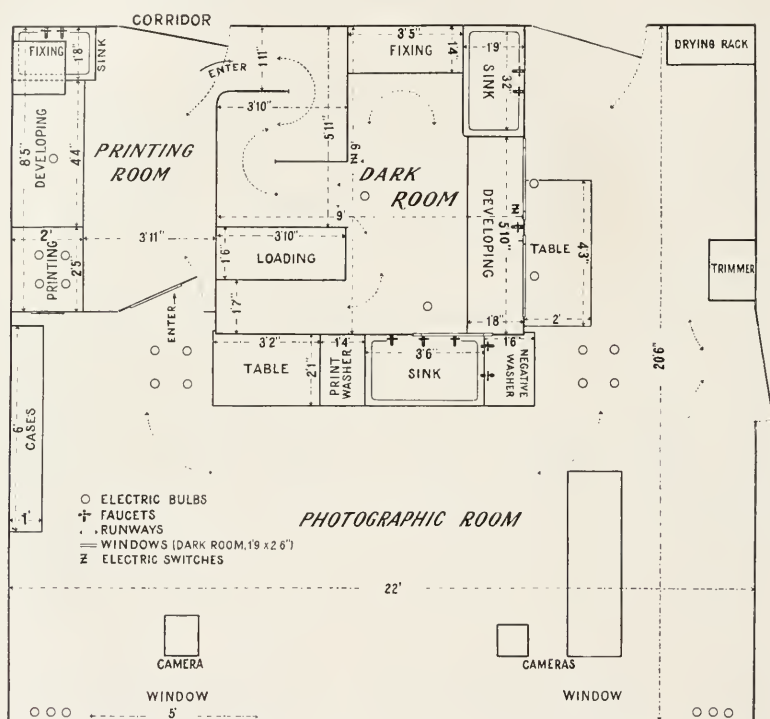 CORRIDOR
FIXING
SINK
1'8"
ENTER
1'11"
3'5"
FIXING
1'4"
1'9"
SINK
3'2"
DRYING RACK
3'10"
5'11"
8'5"
DEVELOPING
4'4"
PRINTING
ROOM
Z
9'
DARK
ROOM
9'
DEVELOPING
5'10"
Z
TABLE
4'3"
2'
3'11"
3'10"
LOADING
1'6"
PRINTING
2'5"
TRIMMER
1'7"
1'8"
2'
ENTER
3'2"
1'4"
3'6"
1'6"
TABLE
2'1"
PRINT
WASHER
SINK
NEGATIVE
WASHER
20'6"
CASES
6'
1'
ELECTRIC BULBS
FAUCETS
RUNWAYS
WINDOWS (DARK ROOM, 1'9 x 2'6")
Z ELECTRIC SWITCHES
PHOTOGRAPHIC ROOM
22'
CAMERA
CAMERAS
WINDOW
WINDOW
5'